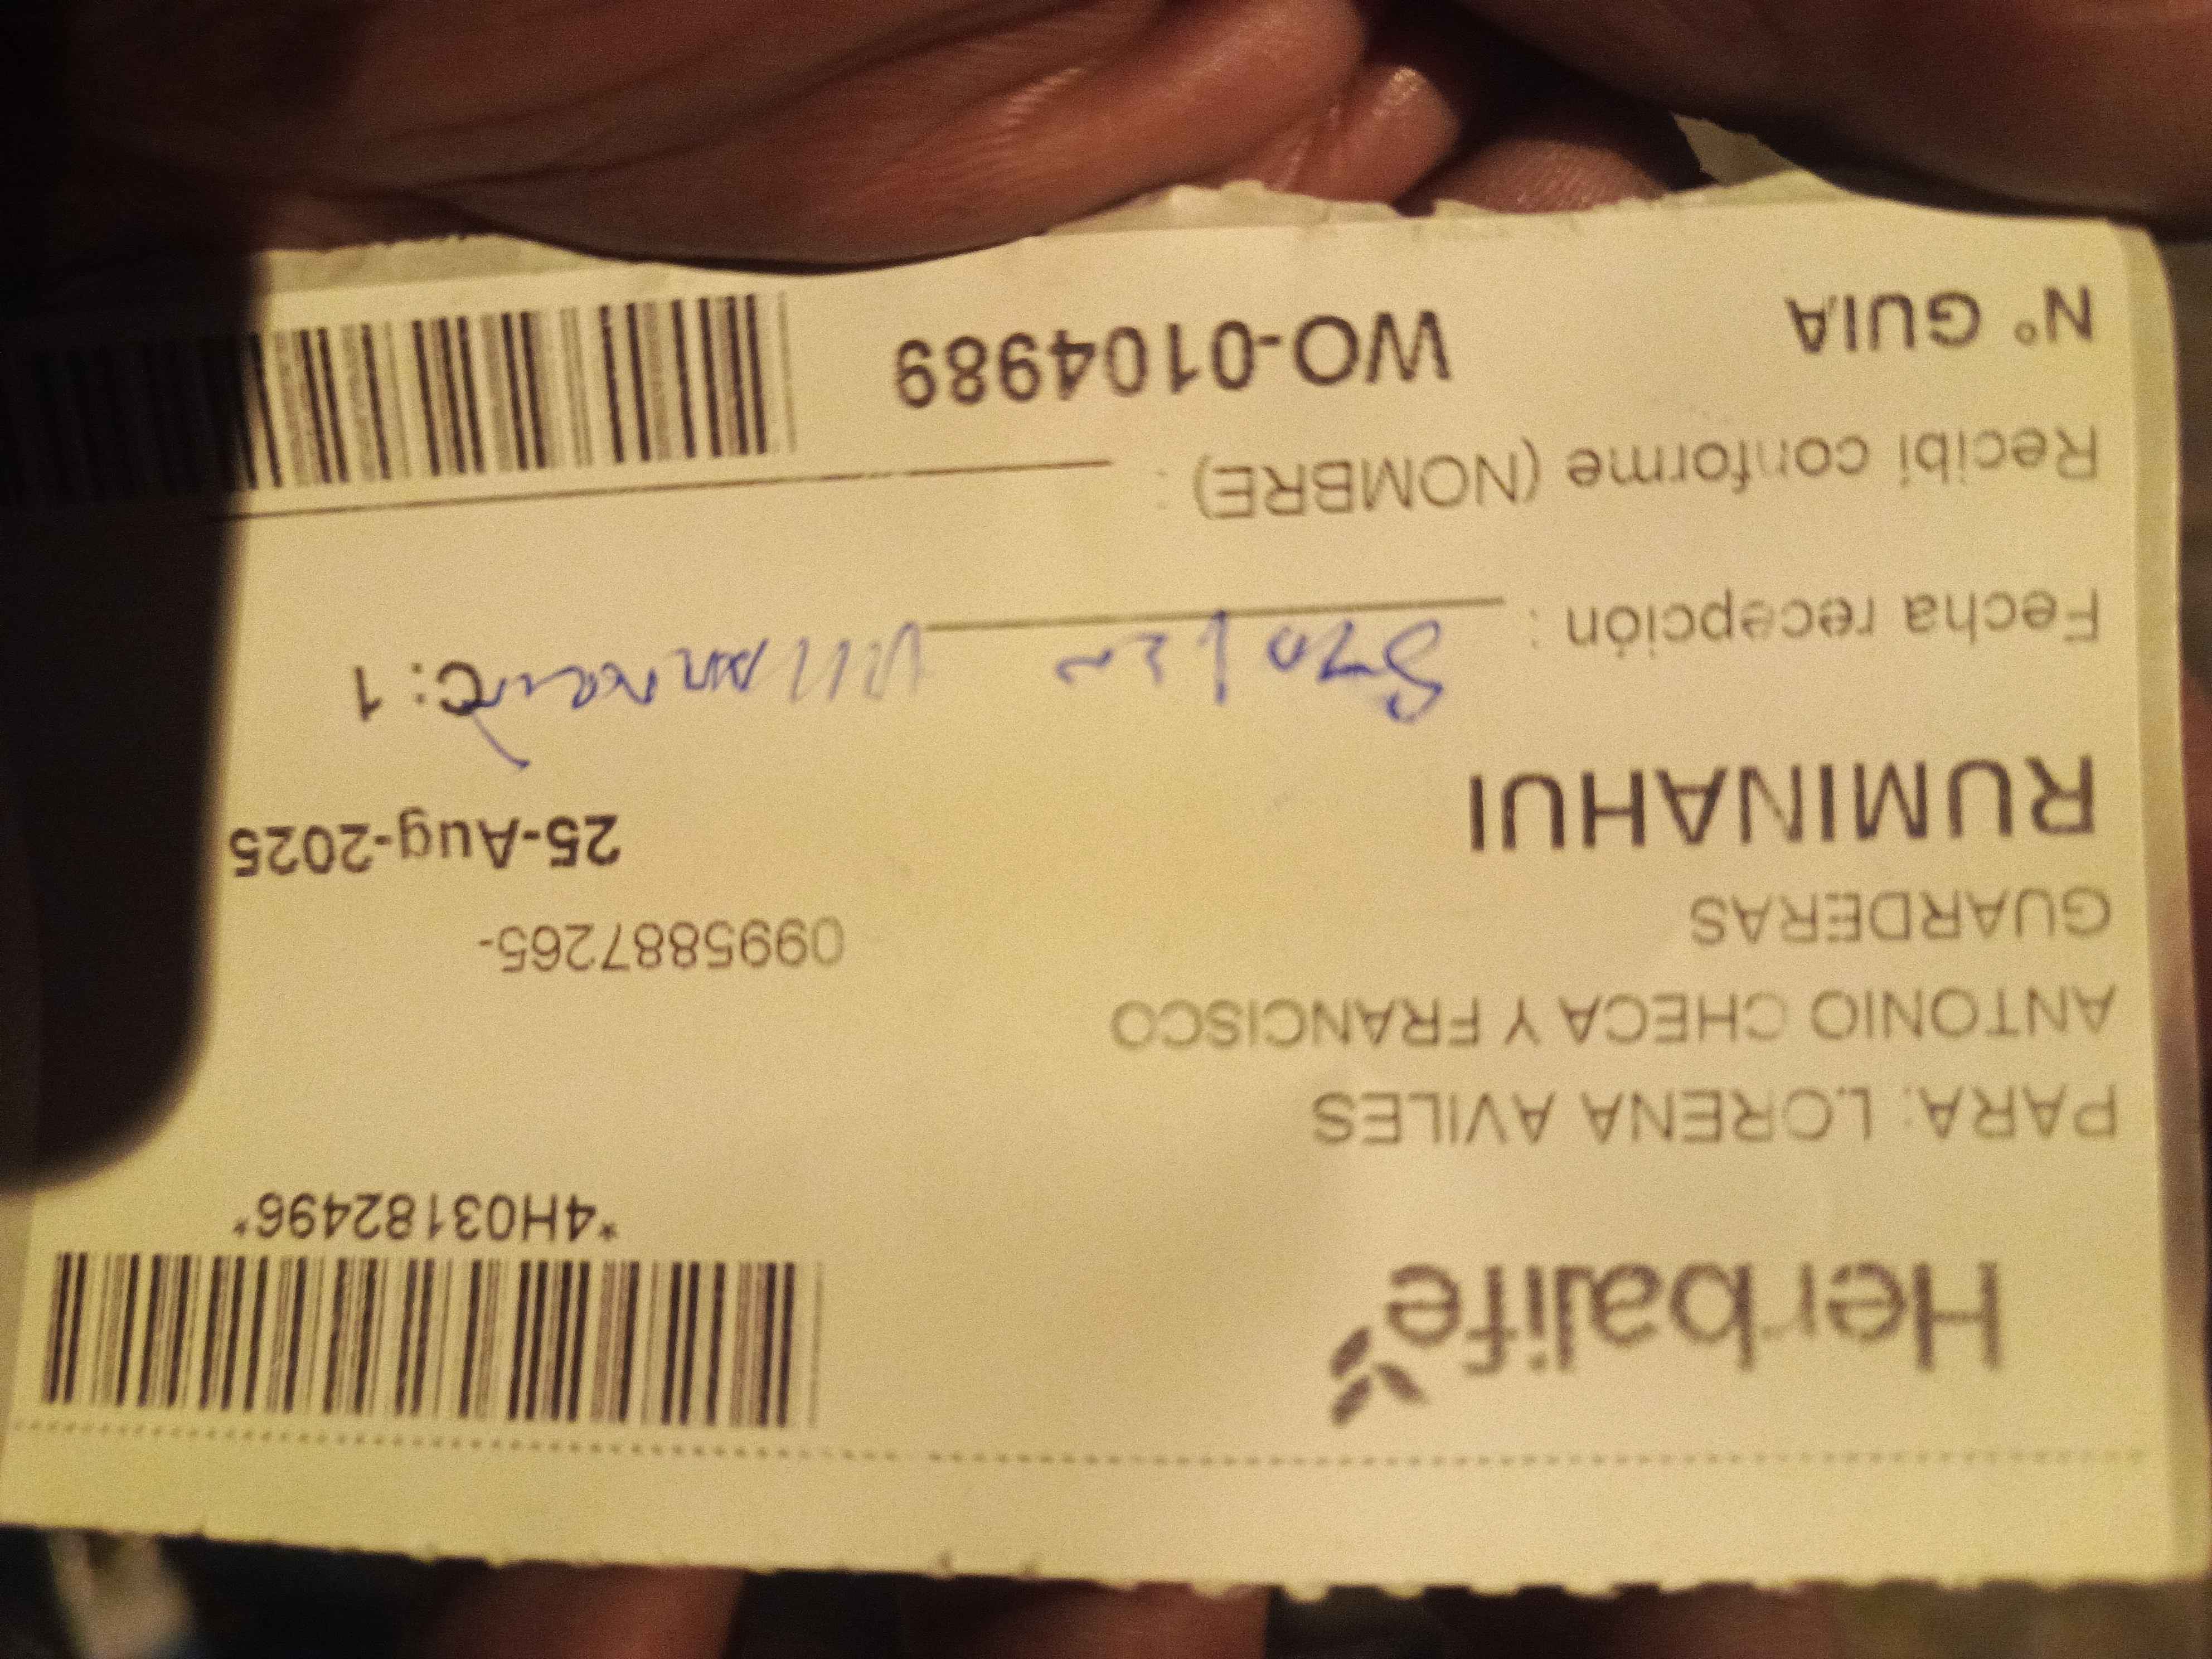 Herbalife
*4H03182496*
PARA: LORENA AVILES
ANTONIO CHECA Y FRANCISCO
GUARDERAS
0995887265-
RUMINAHUI
25-Aug-2025
C: 1
Fecha recepción :
Recibí conforme (NOMBRE) :
N° GUIA WO-0104989